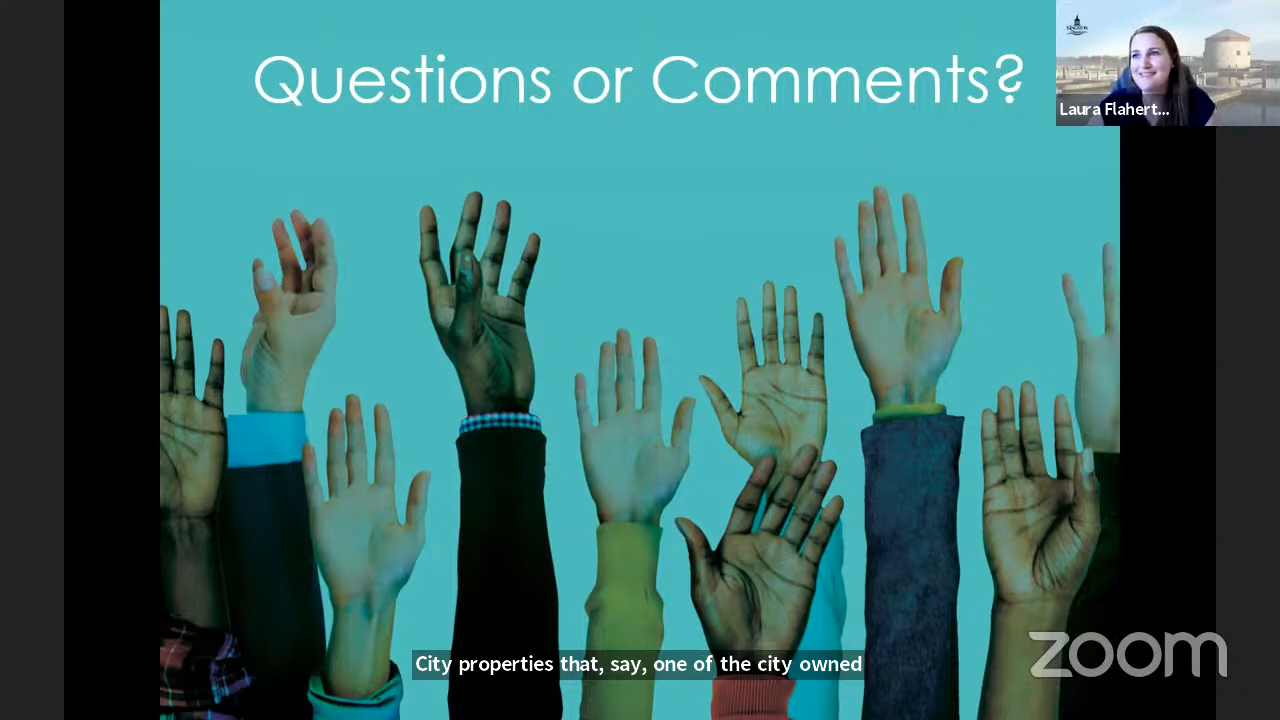 Questions or Comments?
Laura Flahert...
City properties that, say, one of the city owned
zoom